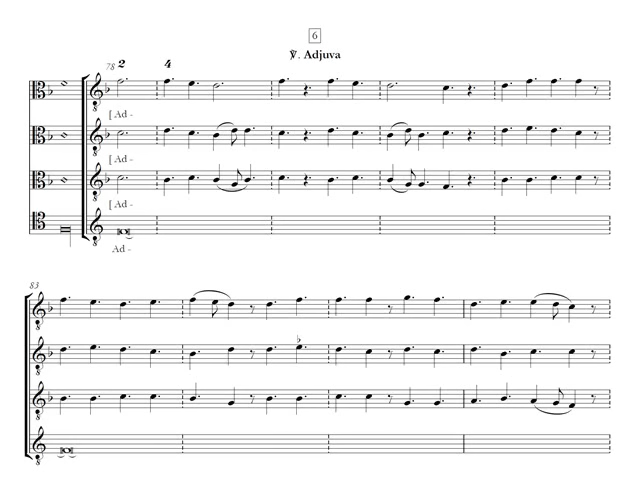 6
℣. Adjuva
78 2 4
[ Ad -
[ Ad -
[ Ad -
Ad -
83